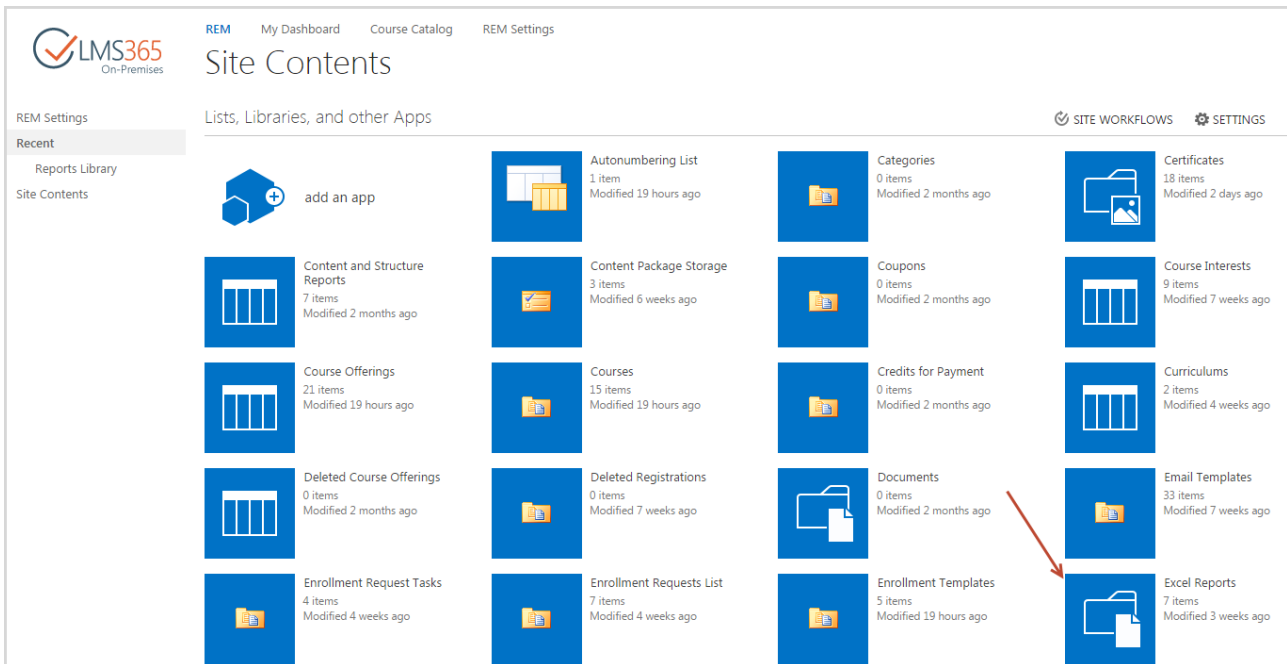 LMS365
On-Premises
REM My Dashboard Course Catalog REM Settings
Site Contents
REM Settings
Recent
Reports Library
Site Contents
Lists, Libraries, and other Apps
SITE WORKFLOWS SETTINGS
add an app
Autonumbering List
1 item
Modified 19 hours ago
Categories
0 items
Modified 2 months ago
Certificates
18 items
Modified 2 days ago
Content and Structure
Reports
7 items
Modified 2 months ago
Content Package Storage
3 items
Modified 6 weeks ago
Coupons
0 items
Modified 2 months ago
Course Interests
9 items
Modified 7 weeks ago
Course Offerings
21 items
Modified 19 hours ago
Courses
15 items
Modified 19 hours ago
Credits for Payment
0 items
Modified 2 months ago
Curriculums
2 items
Modified 4 weeks ago
Deleted Course Offerings
0 items
Modified 2 months ago
Deleted Registrations
0 items
Modified 7 weeks ago
Documents
0 items
Modified 2 months ago
Email Templates
33 items
Modified 7 weeks ago
Enrollment Request Tasks
4 items
Modified 4 weeks ago
Enrollment Requests List
7 items
Modified 4 weeks ago
Enrollment Templates
5 items
Modified 19 hours ago
Excel Reports
7 items
Modified 3 weeks ago